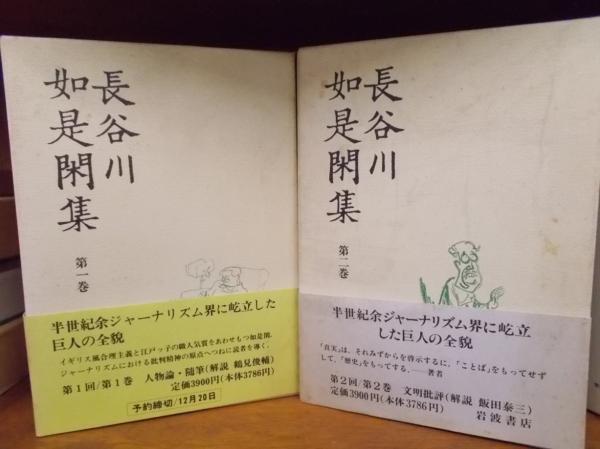 長谷川
如是閑集
第一巻
半世紀余ジャーナリズム界に屹立した
巨人の全貌
イギリス風合理主義と江戸ッ子の職人気質をあわせもつ如是閑。
ジャーナリズムにおける批判精神の原点へつねに読者を導く。
第1回/第1巻 人物論・随筆(解説 鶴見俊輔)
定価3900円(本体3786円)
予約締切/12月20日
長谷川
如是閑集
第二巻
半世紀余ジャーナリズム界に屹立
した巨人の全貌
「真実」は、それみずからを啓示するに、「ことば」をもってせず
して、「歴史」をもってする。——著者
第2回/第2巻 文明批評(解説 飯田泰三)
定価3900円(本体3786円)
岩波書店